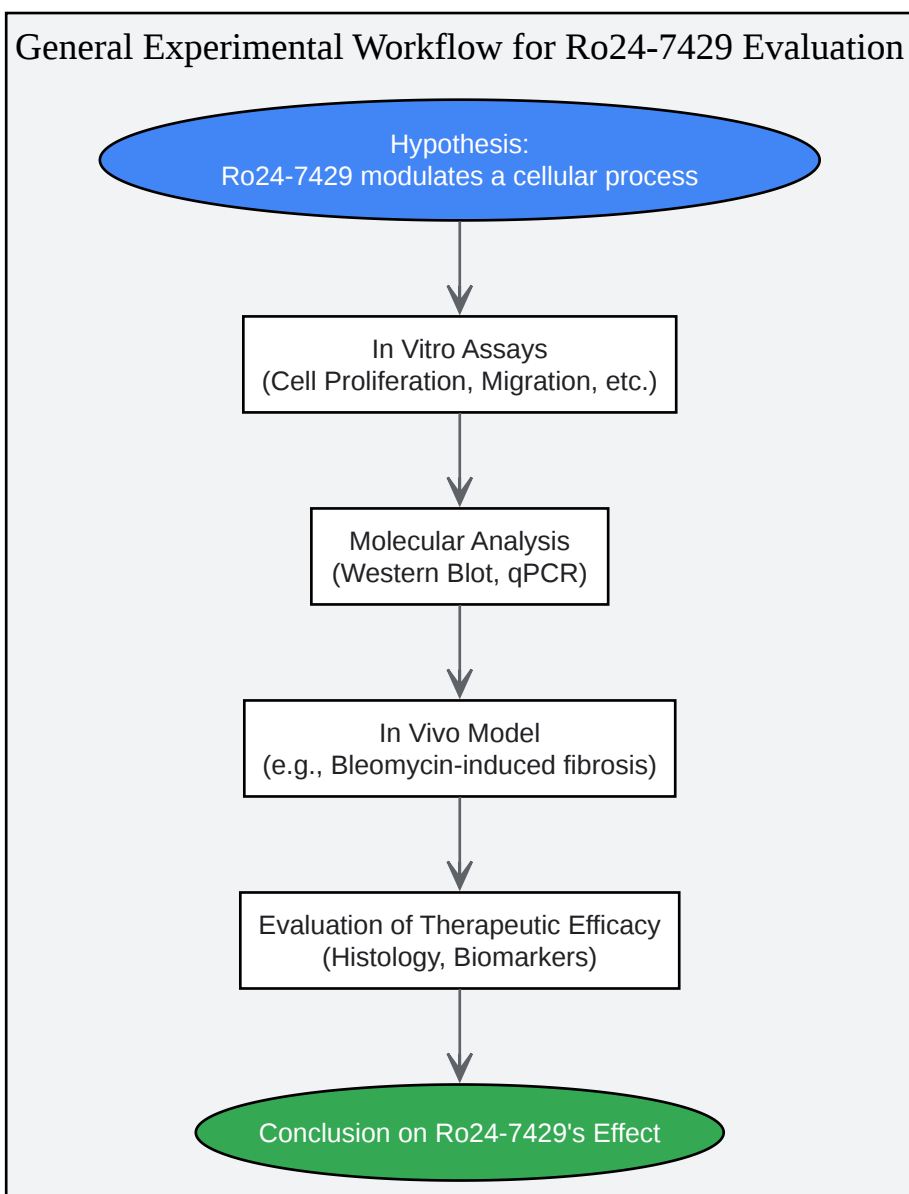 General Experimental Workflow for Ro24-7429 Evaluation
Hypothesis:
Ro24-7429 modulates a cellular process
In Vitro Assays
(Cell Proliferation, Migration, etc.)
Molecular Analysis
(Western Blot, qPCR)
In Vivo Model
(e.g., Bleomycin-induced fibrosis)
Evaluation of Therapeutic Efficacy
(Histology, Biomarkers)
Conclusion on Ro24-7429's Effect